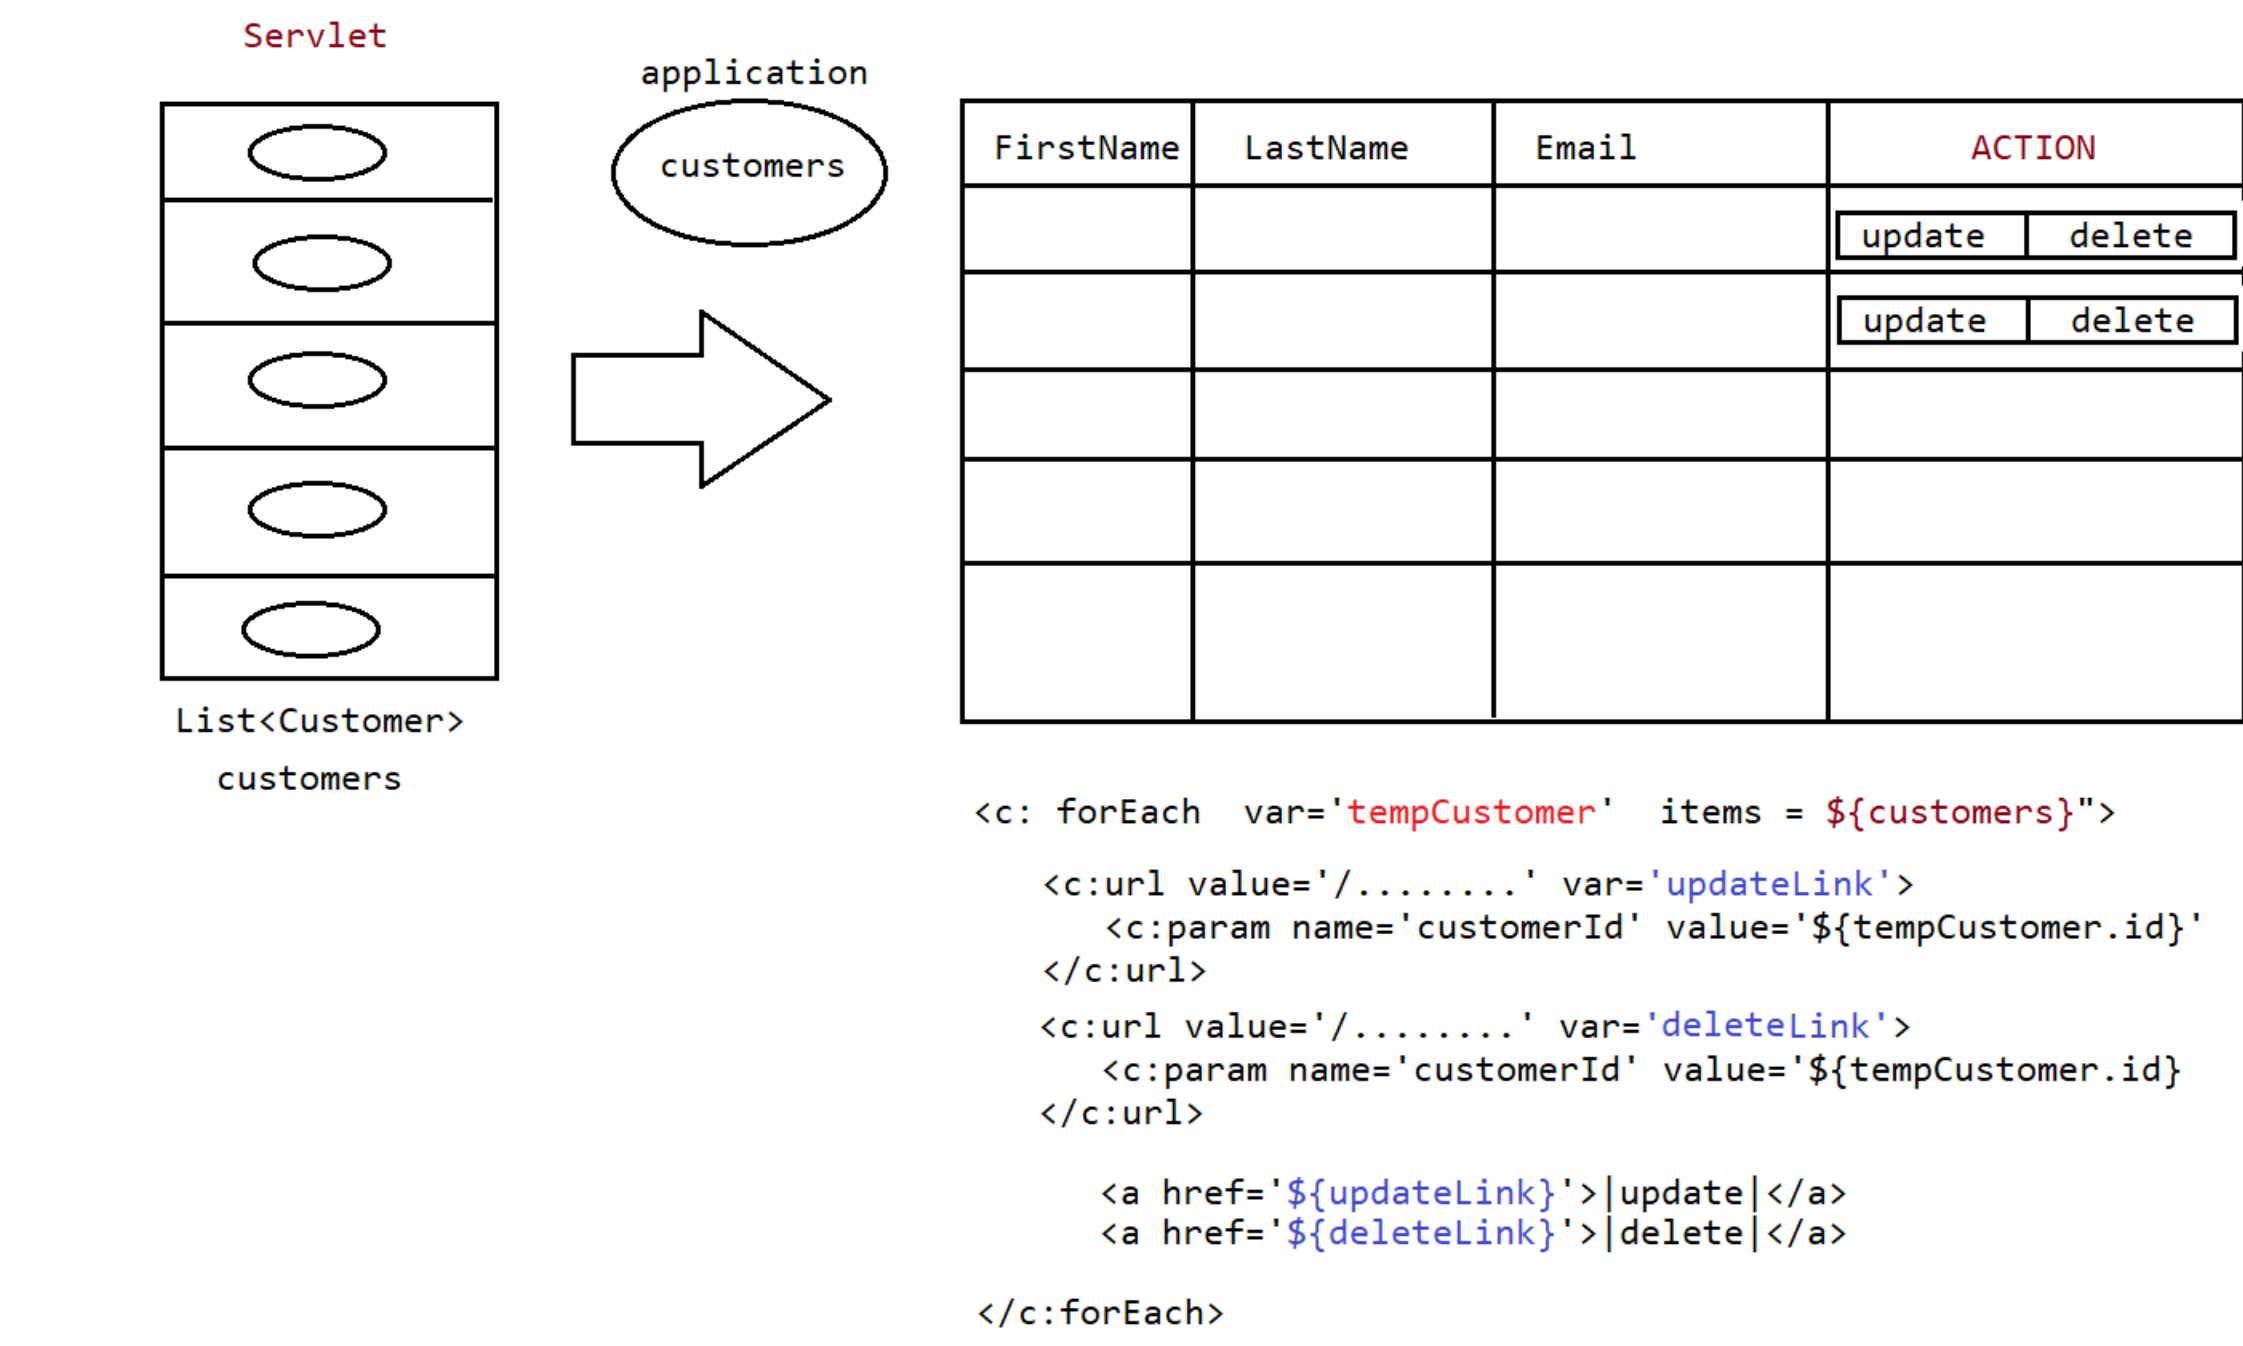 Servlet
application
customers
List<Customer>
customers
FirstName LastName Email ACTION
update delete
update delete
<c: forEach  var='tempCustomer'  items = ${customers}">
<c:url value='/........' var='updateLink'>
<c:param name='customerId' value='${tempCustomer.id}'
</c:url>
<c:url value='/........' var='deleteLink'>
<c:param name='customerId' value='${tempCustomer.id}
</c:url>
<a href='${updateLink}'>|update|</a>
<a href='${deleteLink}'>|delete|</a>
</c:forEach>